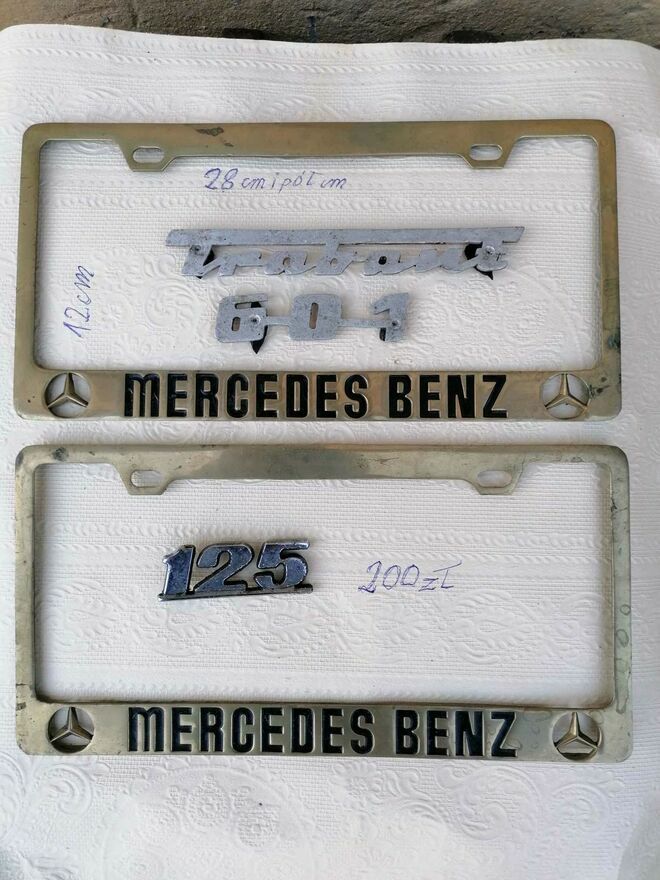 28 cm i pół cm
12 cm
Trabant
601
MERCEDES BENZ
125
200 zł
MERCEDES BENZ